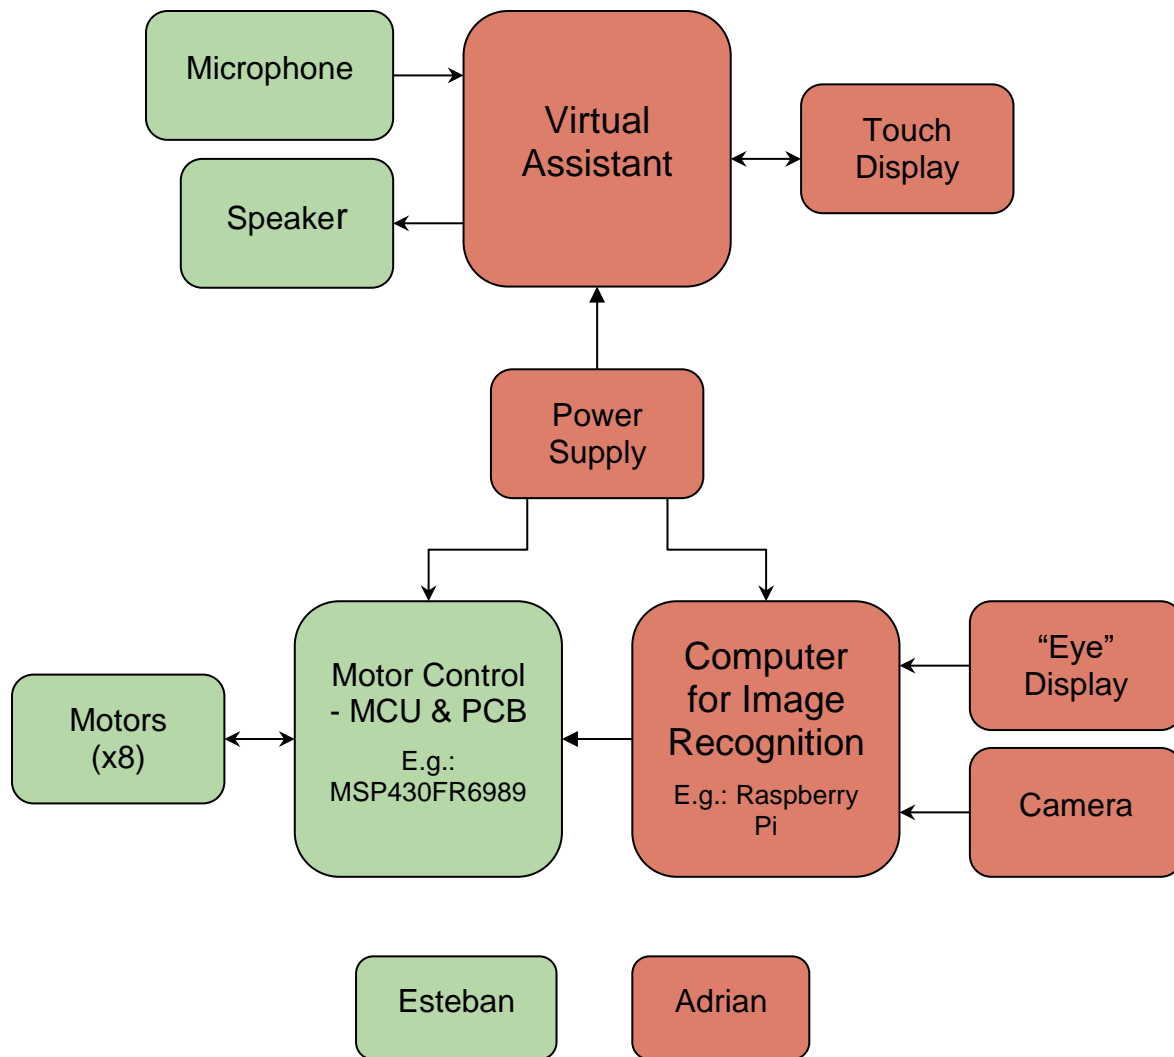 Microphone
Speaker
Virtual
Assistant
Touch
Display
Power
Supply
Motors
(x8)
Motor Control
- MCU & PCB
E.g.:
MSP430FR6989
Computer
for Image
Recognition
E.g.: Raspberry
Pi
“Eye”
Display
Camera
Esteban
Adrian